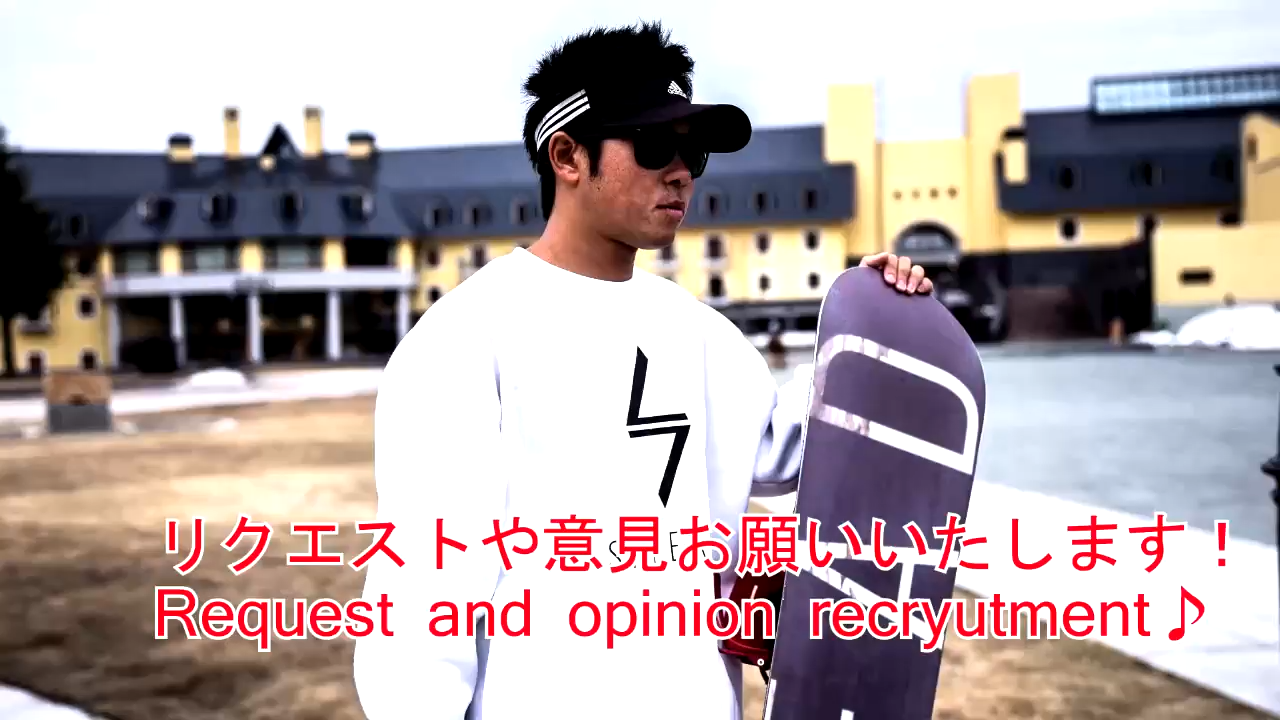 adidas
リクエストや意見お願いいたします！
Request and opinion recryutment♪